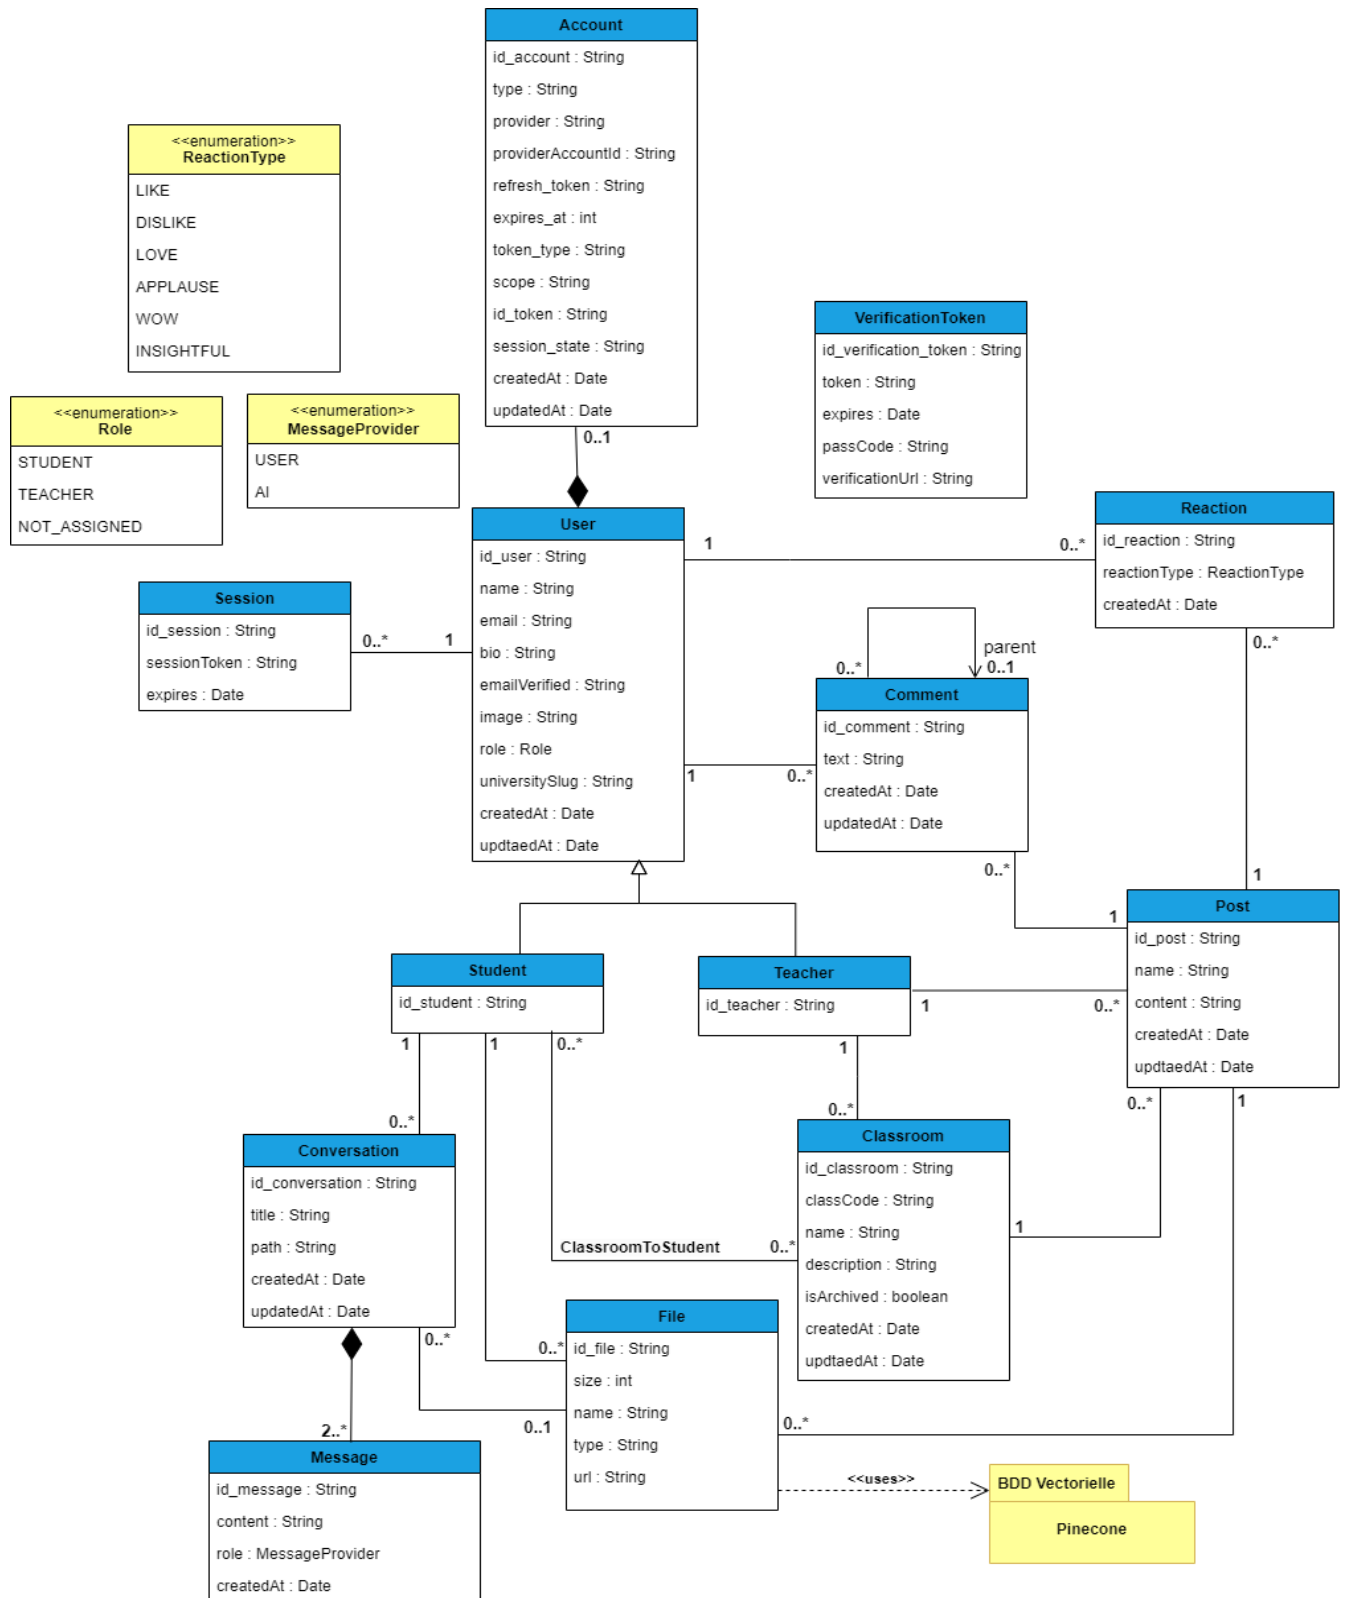 Account
id_account : String
type : String
provider : String
providerAccountId : String
refresh_token : String
expires_at : int
token_type : String
scope : String
id_token : String
session_state : String
createdAt : Date
updatedAt : Date
0..1
<<enumeration>>
ReactionType
LIKE
DISLIKE
LOVE
APPLAUSE
WOW
INSIGHTFUL
<<enumeration>>
Role
STUDENT
TEACHER
NOT_ASSIGNED
<<enumeration>>
MessageProvider
USER
AI
VerificationToken
id_verification_token : String
token : String
expires : Date
passCode : String
verificationUrl : String
User
id_user : String
name : String
email : String
bio : String
emailVerified : String
image : String
role : Role
universitySlug : String
createdAt : Date
updtaedAt : Date
1
0..*
Reaction
id_reaction : String
reactionType : ReactionType
createdAt : Date
0..*
1
Session
id_session : String
sessionToken : String
expires : Date
0..*
1
parent
0..*
0..1
Comment
id_comment : String
text : String
createdAt : Date
updatedAt : Date
1
0..*
0..*
1
Post
id_post : String
name : String
content : String
createdAt : Date
updtaedAt : Date
Student
id_student : String
Teacher
id_teacher : String
1
0..*
1
1
0..*
1
0..*
1
0..*
0..*
Conversation
id_conversation : String
title : String
path : String
createdAt : Date
updatedAt : Date
Classroom
id_classroom : String
classCode : String
name : String
description : String
isArchived : boolean
createdAt : Date
updtaedAt : Date
1
ClassroomToStudent
0..*
File
id_file : String
size : int
name : String
type : String
url : String
0..*
0..*
0..1
0..*
2..*
Message
id_message : String
content : String
role : MessageProvider
createdAt : Date
<<uses>>
BDD Vectorielle
Pinecone